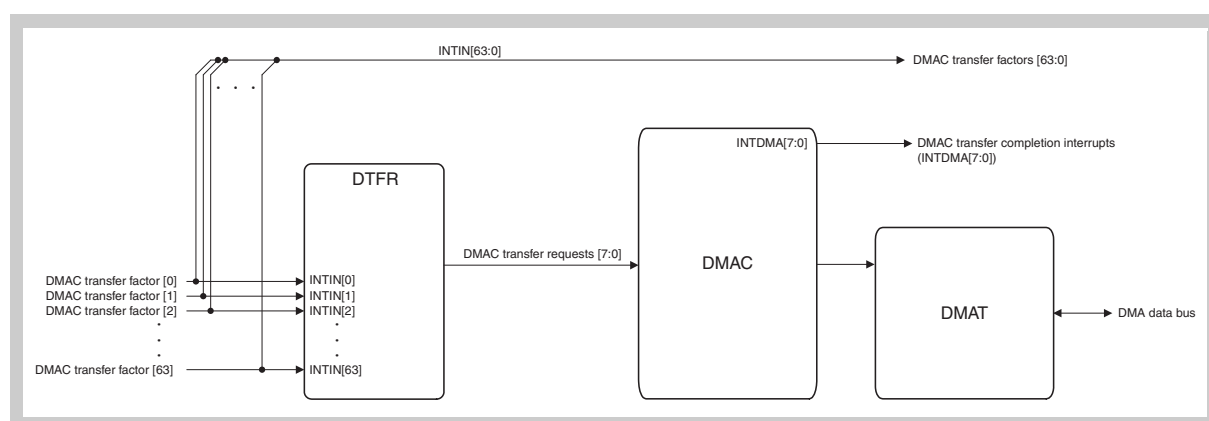 INTIN[63:0]
DMAC transfer factors [63:0]
. . .
INTDMA[7:0]
DMAC transfer completion interrupts
(INTDMA[7:0])
DTFR
DMAC transfer requests [7:0]
DMAC
DMAC transfer factor [0]
INTIN[0]
DMAC transfer factor [1]
INTIN[1]
DMAC transfer factor [2]
INTIN[2]
DMAT
DMA data bus
.
.
.
.
.
.
DMAC transfer factor [63]
INTIN[63]